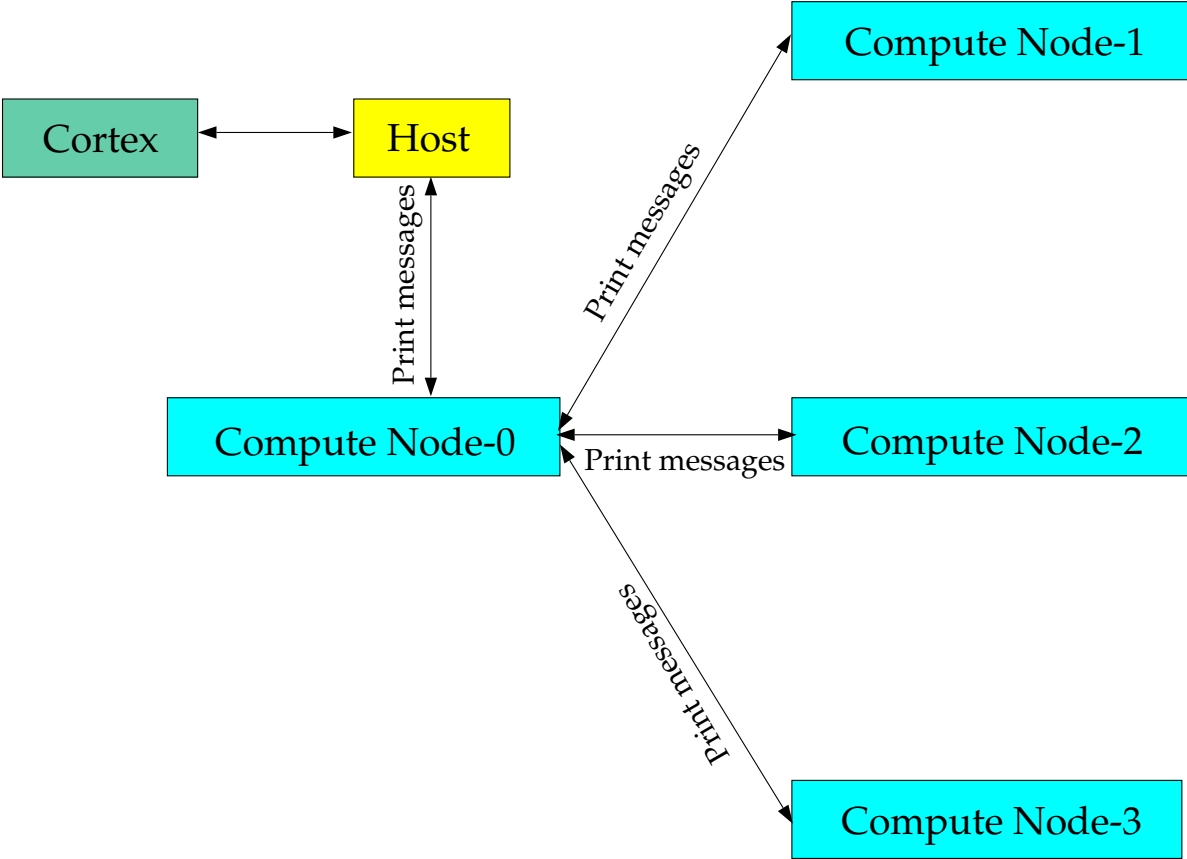 Compute Node-1
Cortex
Host
Print messages
Print messages
Compute Node-0
Compute Node-2
Print messages
Print messages
Compute Node-3